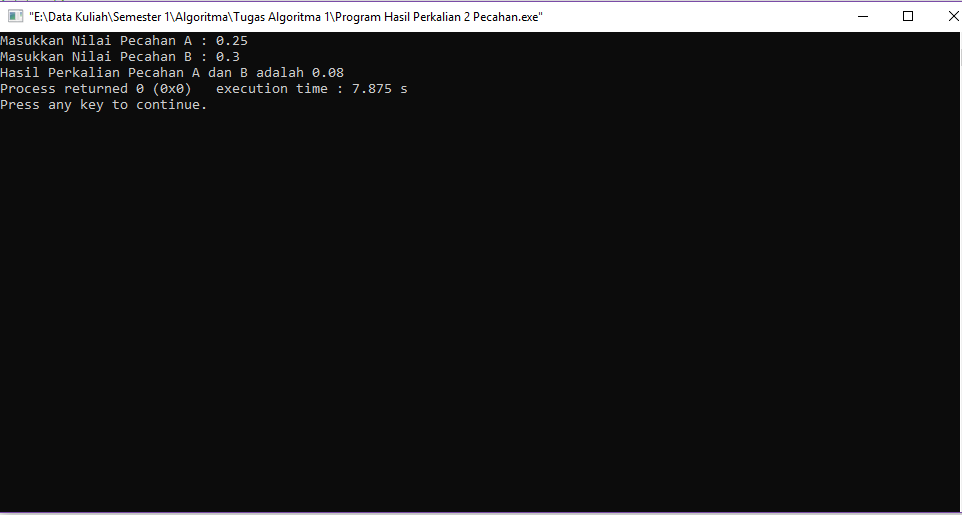 "E:\Data Kuliah\Semester 1\Algoritma\Tugas Algoritma 1\Program Hasil Perkalian 2 Pecahan.exe"
Masukkan Nilai Pecahan A : 0.25
Masukkan Nilai Pecahan B : 0.3
Hasil Perkalian Pecahan A dan B adalah 0.08
Process returned 0 (0x0)   execution time : 7.875 s
Press any key to continue.